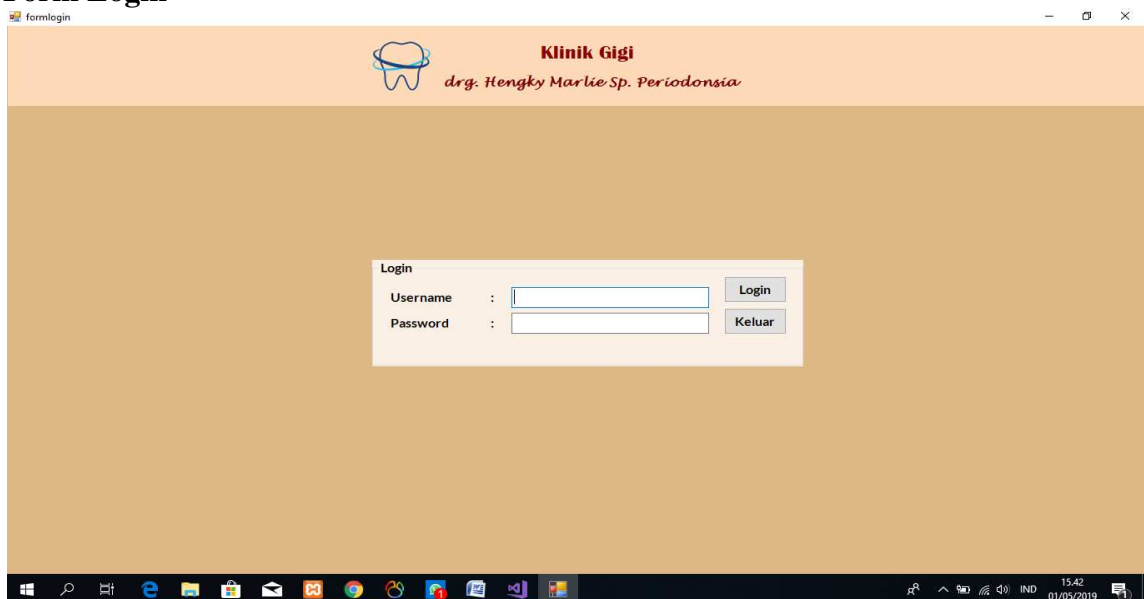 Form Login
formlogin
Klinik Gigi
drg. Hengky Marlie Sp. Periodonsia
Login
Username :
Login
Password :
Keluar
IND
15.42
01/05/2019